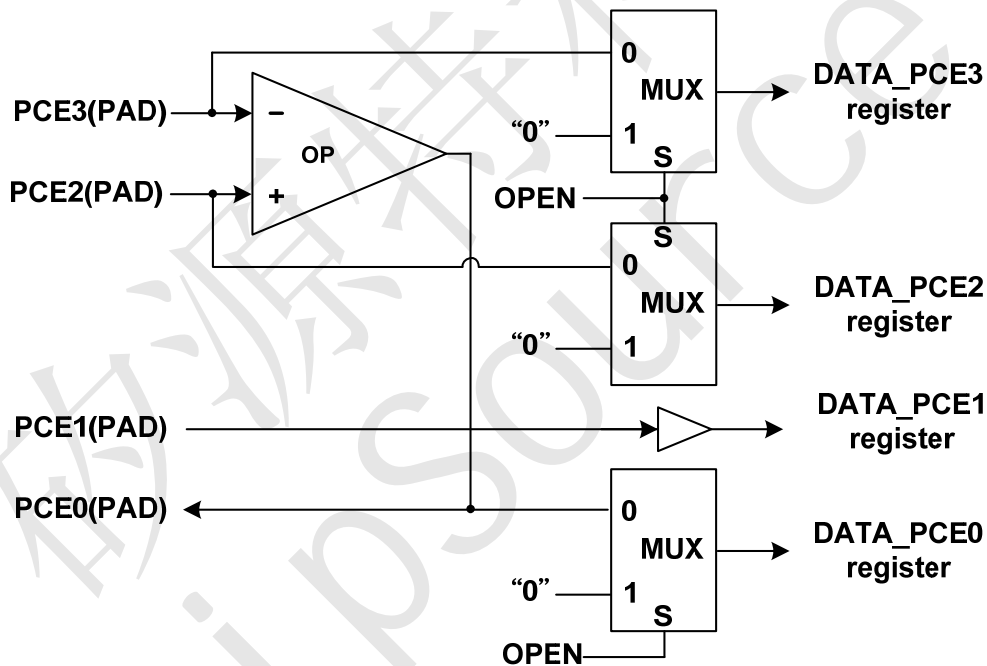 0
MUX
DATA_PCE3
register
PCE3(PAD)
−
“0”
1
OP
S
PCE2(PAD)
+
OPEN
S
0
MUX
DATA_PCE2
register
“0”
1
PCE1(PAD)
DATA_PCE1
register
PCE0(PAD)
0
MUX
DATA_PCE0
register
“0”
1
S
OPEN
ipSource